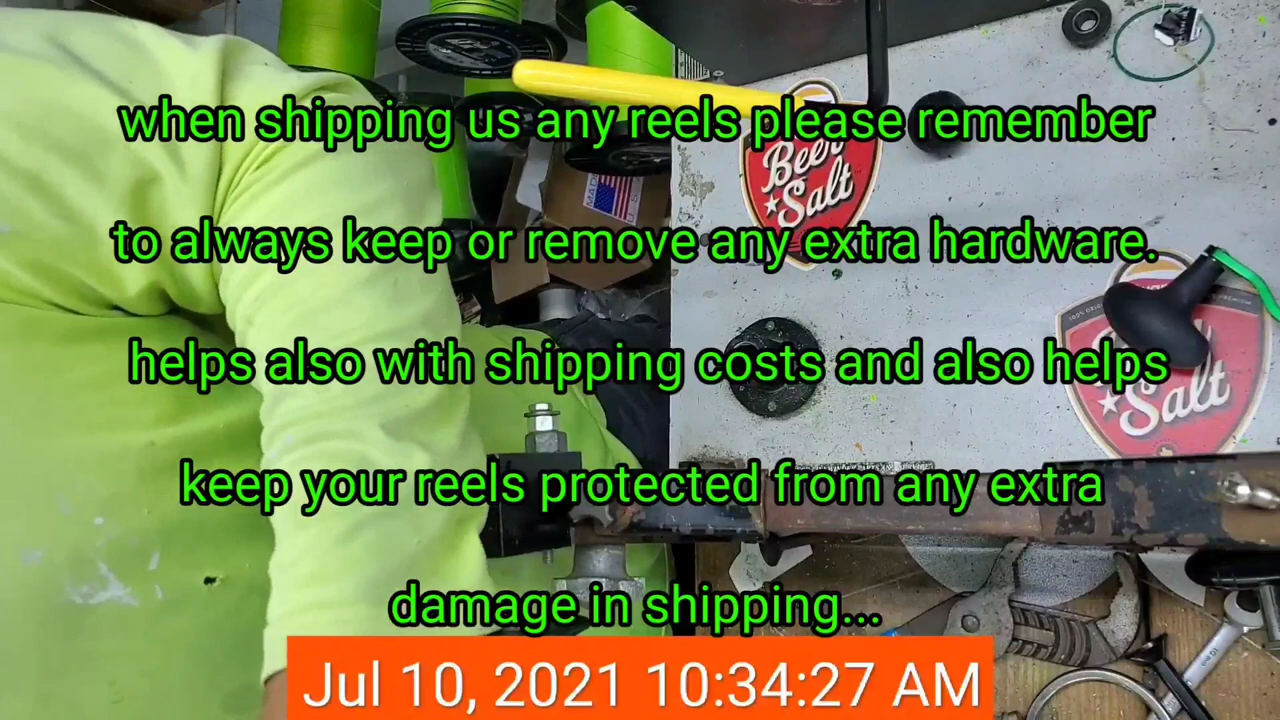 when shipping us any reels please remember
to always keep or remove any extra hardware.
helps also with shipping costs and also helps
keep your reels protected from any extra
damage in shipping...
Jul 10, 2021 10:34:27 AM
Beer
Salt
Salt
MADE